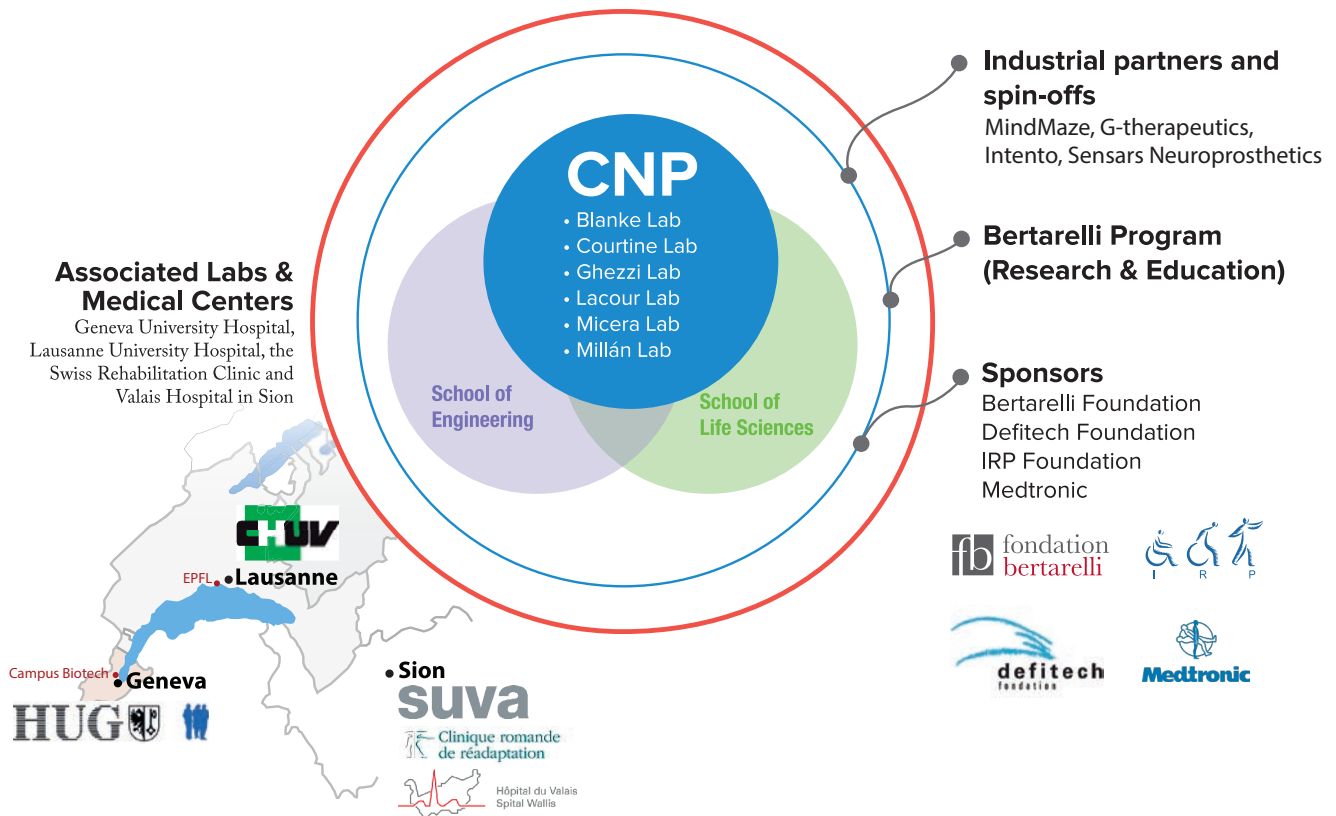 CNP
• Blanke Lab
• Courtine Lab
• Ghezzi Lab
• Lacour Lab
• Micera Lab
• Millán Lab
School of
Engineering
School of
Life Sciences
Industrial partners and
spin-offs
MindMaze, G-therapeutics,
Intento, Sensars Neuroprosthetics
Bertarelli Program
(Research & Education)
Sponsors
Bertarelli Foundation
Defitech Foundation
IRP Foundation
Medtronic
fb fondation
bertarelli
I R P
defitech
fondation
Medtronic
Associated Labs &
Medical Centers
Geneva University Hospital,
Lausanne University Hospital, the
Swiss Rehabilitation Clinic and
Valais Hospital in Sion
CHUV
EPFL
Lausanne
Campus Biotech
Geneva
HUG
Sion
suva
Clinique romande
de réadaptation
Hôpital du Valais
Spital Wallis